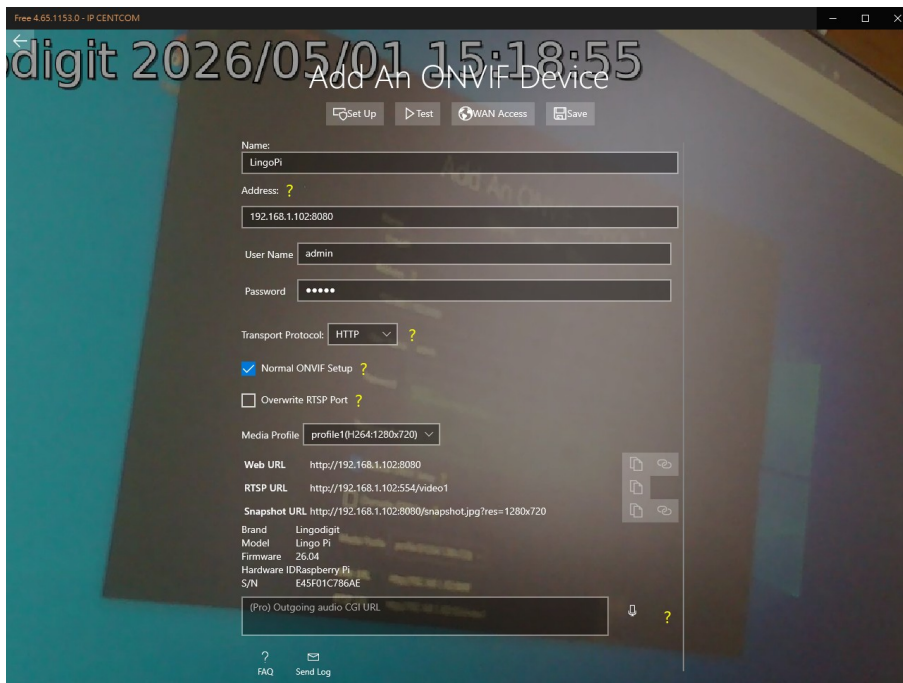 Free 4.65.1153.0 - IP CENTCOM
odigit 2026/05/01 15:18:55
Add An ONVIF Device
Set Up
Test
WAN Access
Save
Name:
LingoPi
Address: ?
192.168.1.102:8080
User Name admin
Password •••••
Transport Protocol: HTTP ?
Normal ONVIF Setup ?
Overwrite RTSP Port ?
Media Profile profile1(H264:1280x720)
Web URL http://192.168.1.102:8080
RTSP URL http://192.168.1.102:554/video1
Snapshot URL http://192.168.1.102:8080/snapshot.jpg?res=1280x720
Brand Lingodigit
Model Lingo Pi
Firmware 26.04
Hardware IDRaspberry Pi
S/N E45F01C786AE
(Pro) Outgoing audio CGI URL
?
? FAQ
Send Log